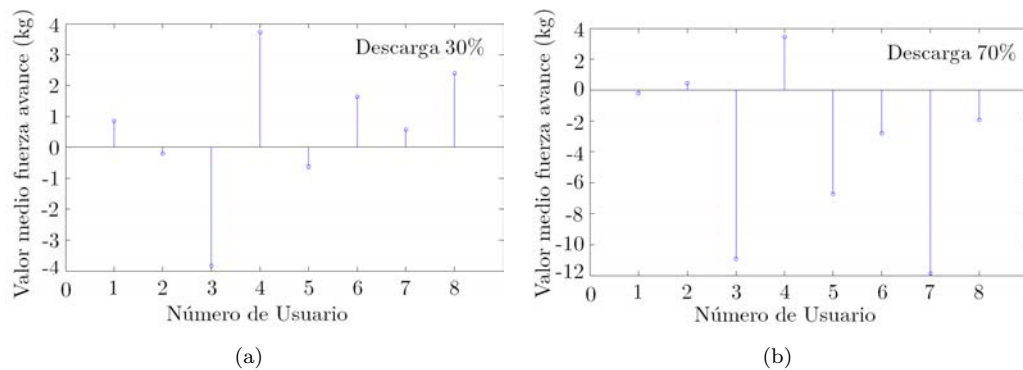 Valor medio fuerza avance (kg)
4
3
2
1
0
-1
-2
-3
-4
Descarga 30%
0 1 2 3 4 5 6 7 8
Número de Usuario
(a)
Valor medio fuerza avance (kg)
4
2
0
-2
-4
-6
-8
-10
-12
Descarga 70%
0 1 2 3 4 5 6 7 8
Número de Usuario
(b)